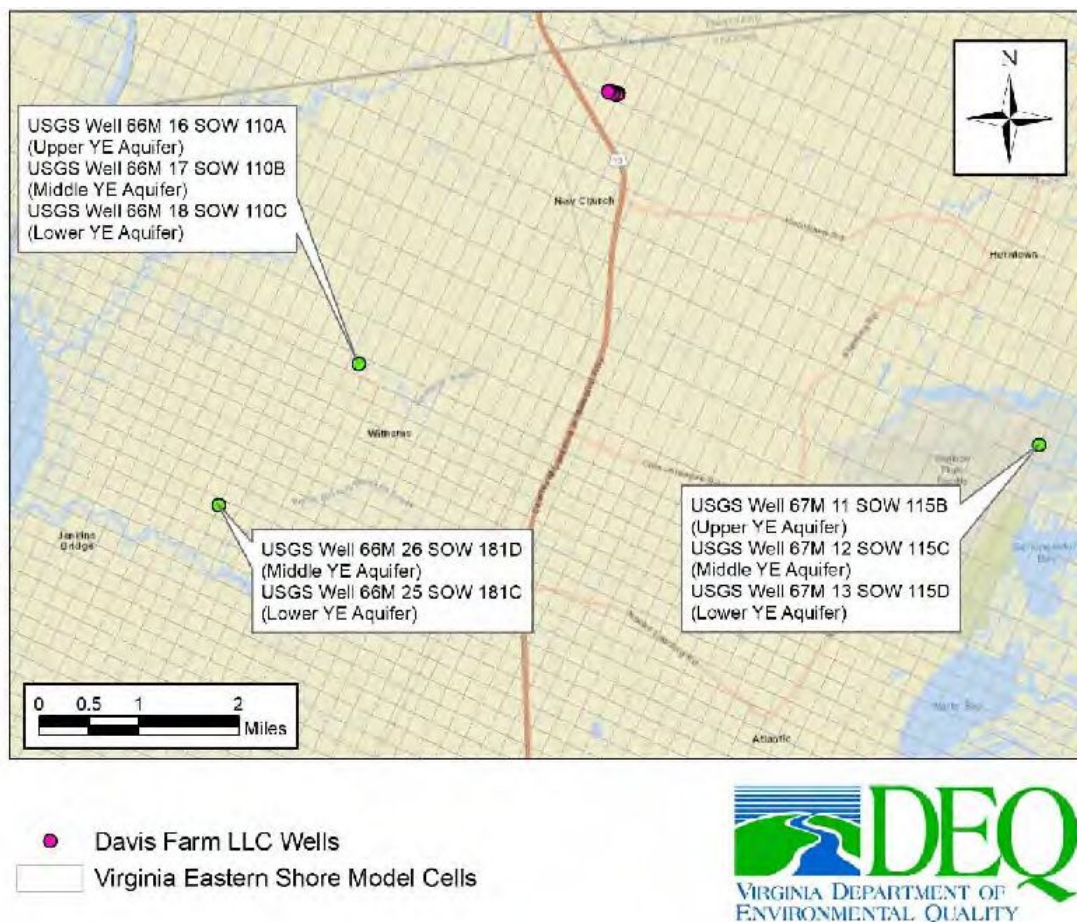 N
USGS Well 66M 16 SOW 110A
(Upper YE Aquifer)
USGS Well 66M 17 SOW 110B
(Middle YE Aquifer)
USGS Well 66M 18 SOW 110C
(Lower YE Aquifer)
New Church
Horntown
Withams
Jenkins
Bridge
USGS Well 66M 26 SOW 181D
(Middle YE Aquifer)
USGS Well 66M 25 SOW 181C
(Lower YE Aquifer)
USGS Well 67M 11 SOW 115B
(Upper YE Aquifer)
USGS Well 67M 12 SOW 115C
(Middle YE Aquifer)
USGS Well 67M 13 SOW 115D
(Lower YE Aquifer)
0 0.5 1 2
Miles
Atlantic
Davis Farm LLC Wells
Virginia Eastern Shore Model Cells
DEQ
VIRGINIA DEPARTMENT OF
ENVIRONMENTAL QUALITY